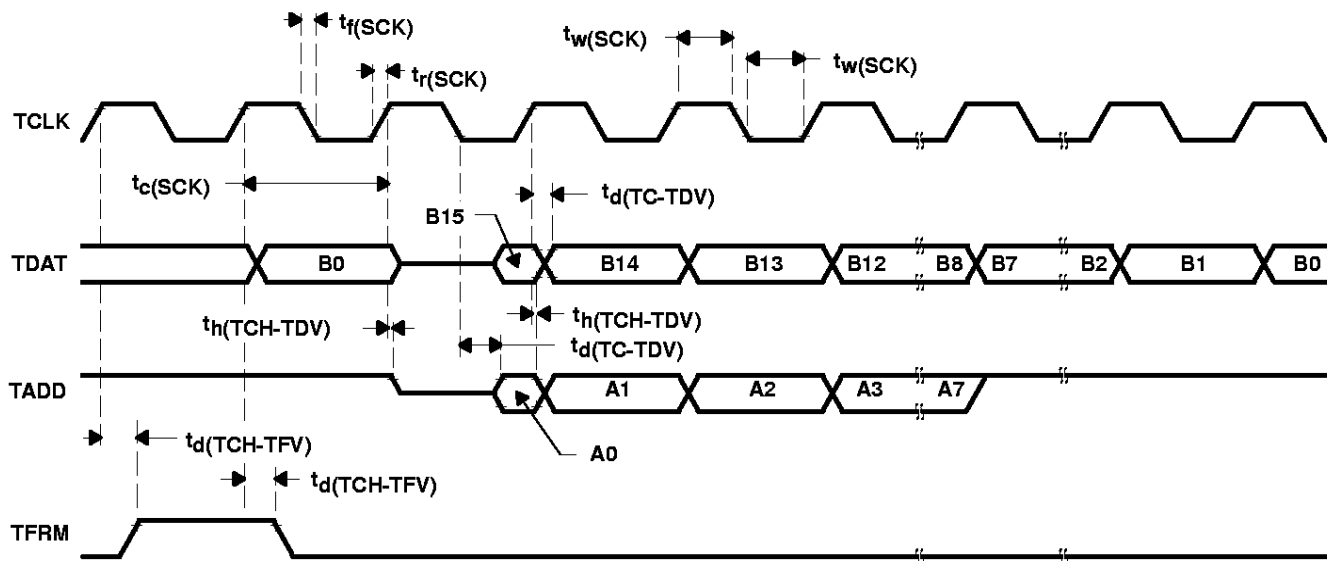 tf(SCK)
tw(SCK)
tw(SCK)
tr(SCK)
TCLK
tc(SCK)
td(TC-TDV)
B15
TDAT
B0
B14
B13
B12
B8
B7
B2
B1
B0
th(TCH-TDV)
th(TCH-TDV)
td(TC-TDV)
TADD
A1
A2
A3
A7
td(TCH-TFV)
A0
td(TCH-TFV)
TFRM